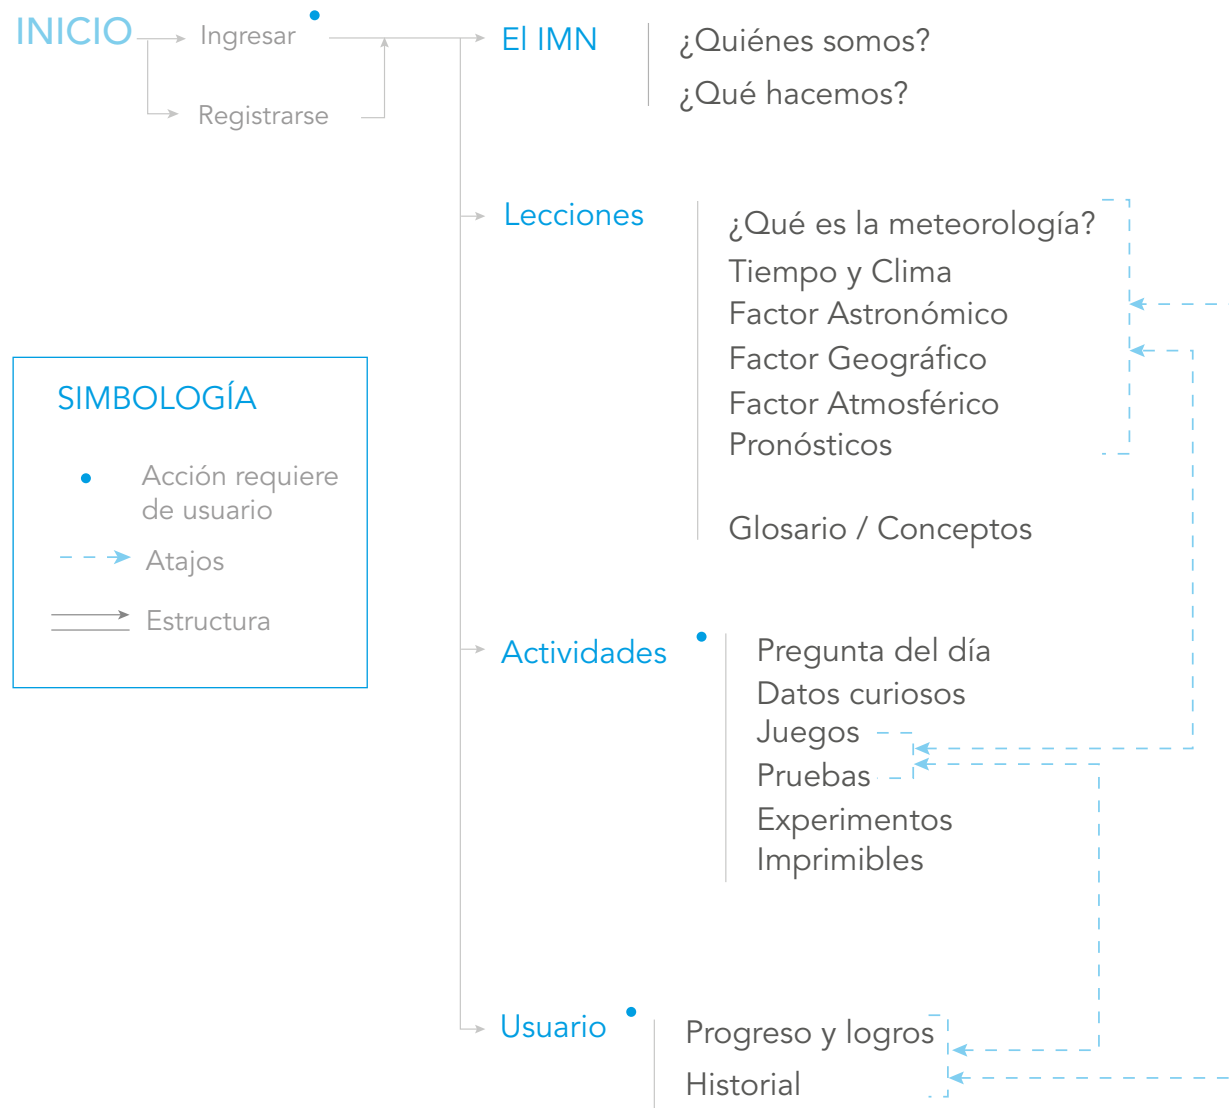 INICIO
Ingresar
Registrarse
El IMN
¿Quiénes somos?
¿Qué hacemos?
Lecciones
¿Qué es la meteorología?
Tiempo y Clima
Factor Astronómico
Factor Geográfico
Factor Atmosférico
Pronósticos
Glosario / Conceptos
SIMBOLOGÍA
Acción requiere
de usuario
Atajos
Estructura
Actividades
Pregunta del día
Datos curiosos
Juegos
Pruebas
Experimentos
Imprimibles
Usuario
Progreso y logros
Historial